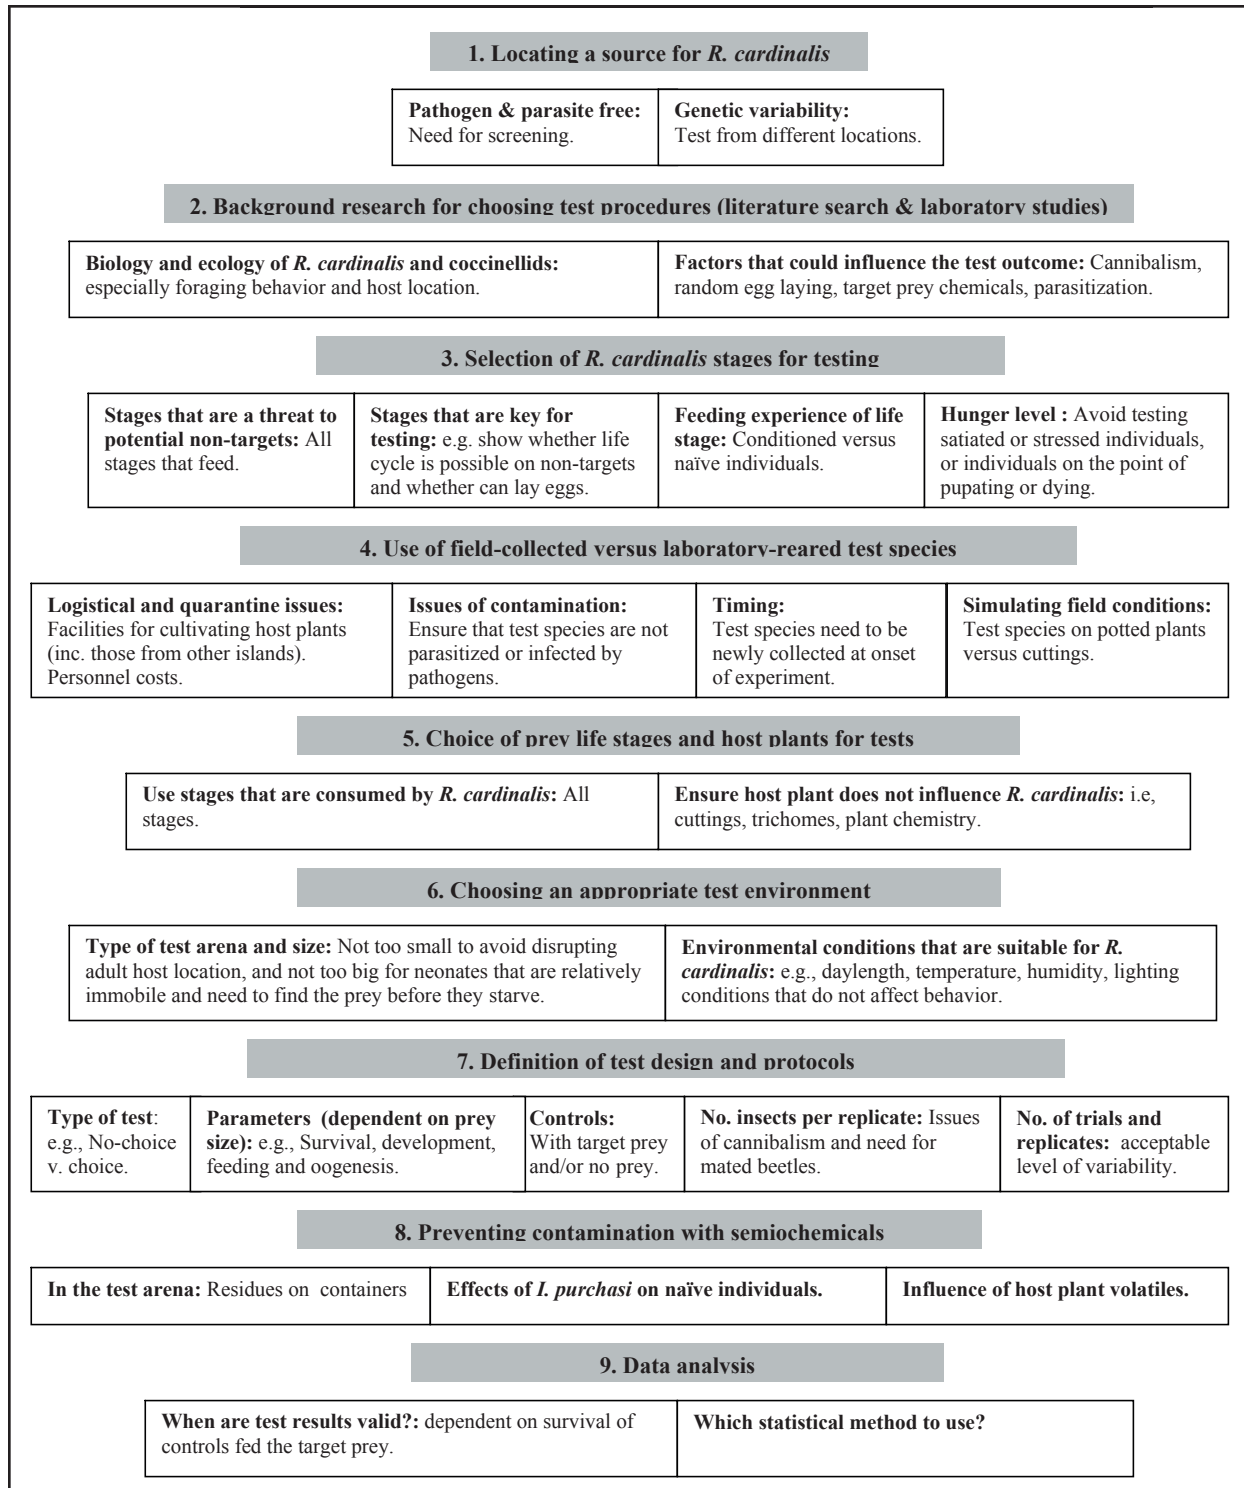 1. Locating a source for R. cardinalis
Pathogen & parasite free:
Need for screening.
Genetic variability:
Test from different locations.
2. Background research for choosing test procedures (literature search & laboratory studies)
Biology and ecology of R. cardinalis and coccinellids:
especially foraging behavior and host location.
Factors that could influence the test outcome: Cannibalism,
random egg laying, target prey chemicals, parasitization.
3. Selection of R. cardinalis stages for testing
Stages that are a threat to
potential non-targets: All
stages that feed.
Stages that are key for
testing: e.g. show whether life
cycle is possible on non-targets
and whether can lay eggs.
Feeding experience of life
stage: Conditioned versus
naïve individuals.
Hunger level : Avoid testing
satiated or stressed individuals,
or individuals on the point of
pupating or dying.
4. Use of field-collected versus laboratory-reared test species
Logistical and quarantine issues:
Facilities for cultivating host plants
(inc. those from other islands).
Personnel costs.
Issues of contamination:
Ensure that test species are not
parasitized or infected by
pathogens.
Timing:
Test species need to be
newly collected at onset
of experiment.
Simulating field conditions:
Test species on potted plants
versus cuttings.
5. Choice of prey life stages and host plants for tests
Use stages that are consumed by R. cardinalis: All
stages.
Ensure host plant does not influence R. cardinalis: i.e,
cuttings, trichomes, plant chemistry.
6. Choosing an appropriate test environment
Type of test arena and size: Not too small to avoid disrupting
adult host location, and not too big for neonates that are relatively
immobile and need to find the prey before they starve.
Environmental conditions that are suitable for R.
cardinalis: e.g., daylength, temperature, humidity, lighting
conditions that do not affect behavior.
7. Definition of test design and protocols
Type of test:
e.g., No-choice
v. choice.
Parameters (dependent on prey
size): e.g., Survival, development,
feeding and oogenesis.
Controls:
With target prey
and/or no prey.
No. insects per replicate: Issues
of cannibalism and need for
mated beetles.
No. of trials and
replicates: acceptable
level of variability.
8. Preventing contamination with semiochemicals
In the test arena: Residues on containers
Effects of I. purchasi on naïve individuals.
Influence of host plant volatiles.
9. Data analysis
When are test results valid?: dependent on survival of
controls fed the target prey.
Which statistical method to use?